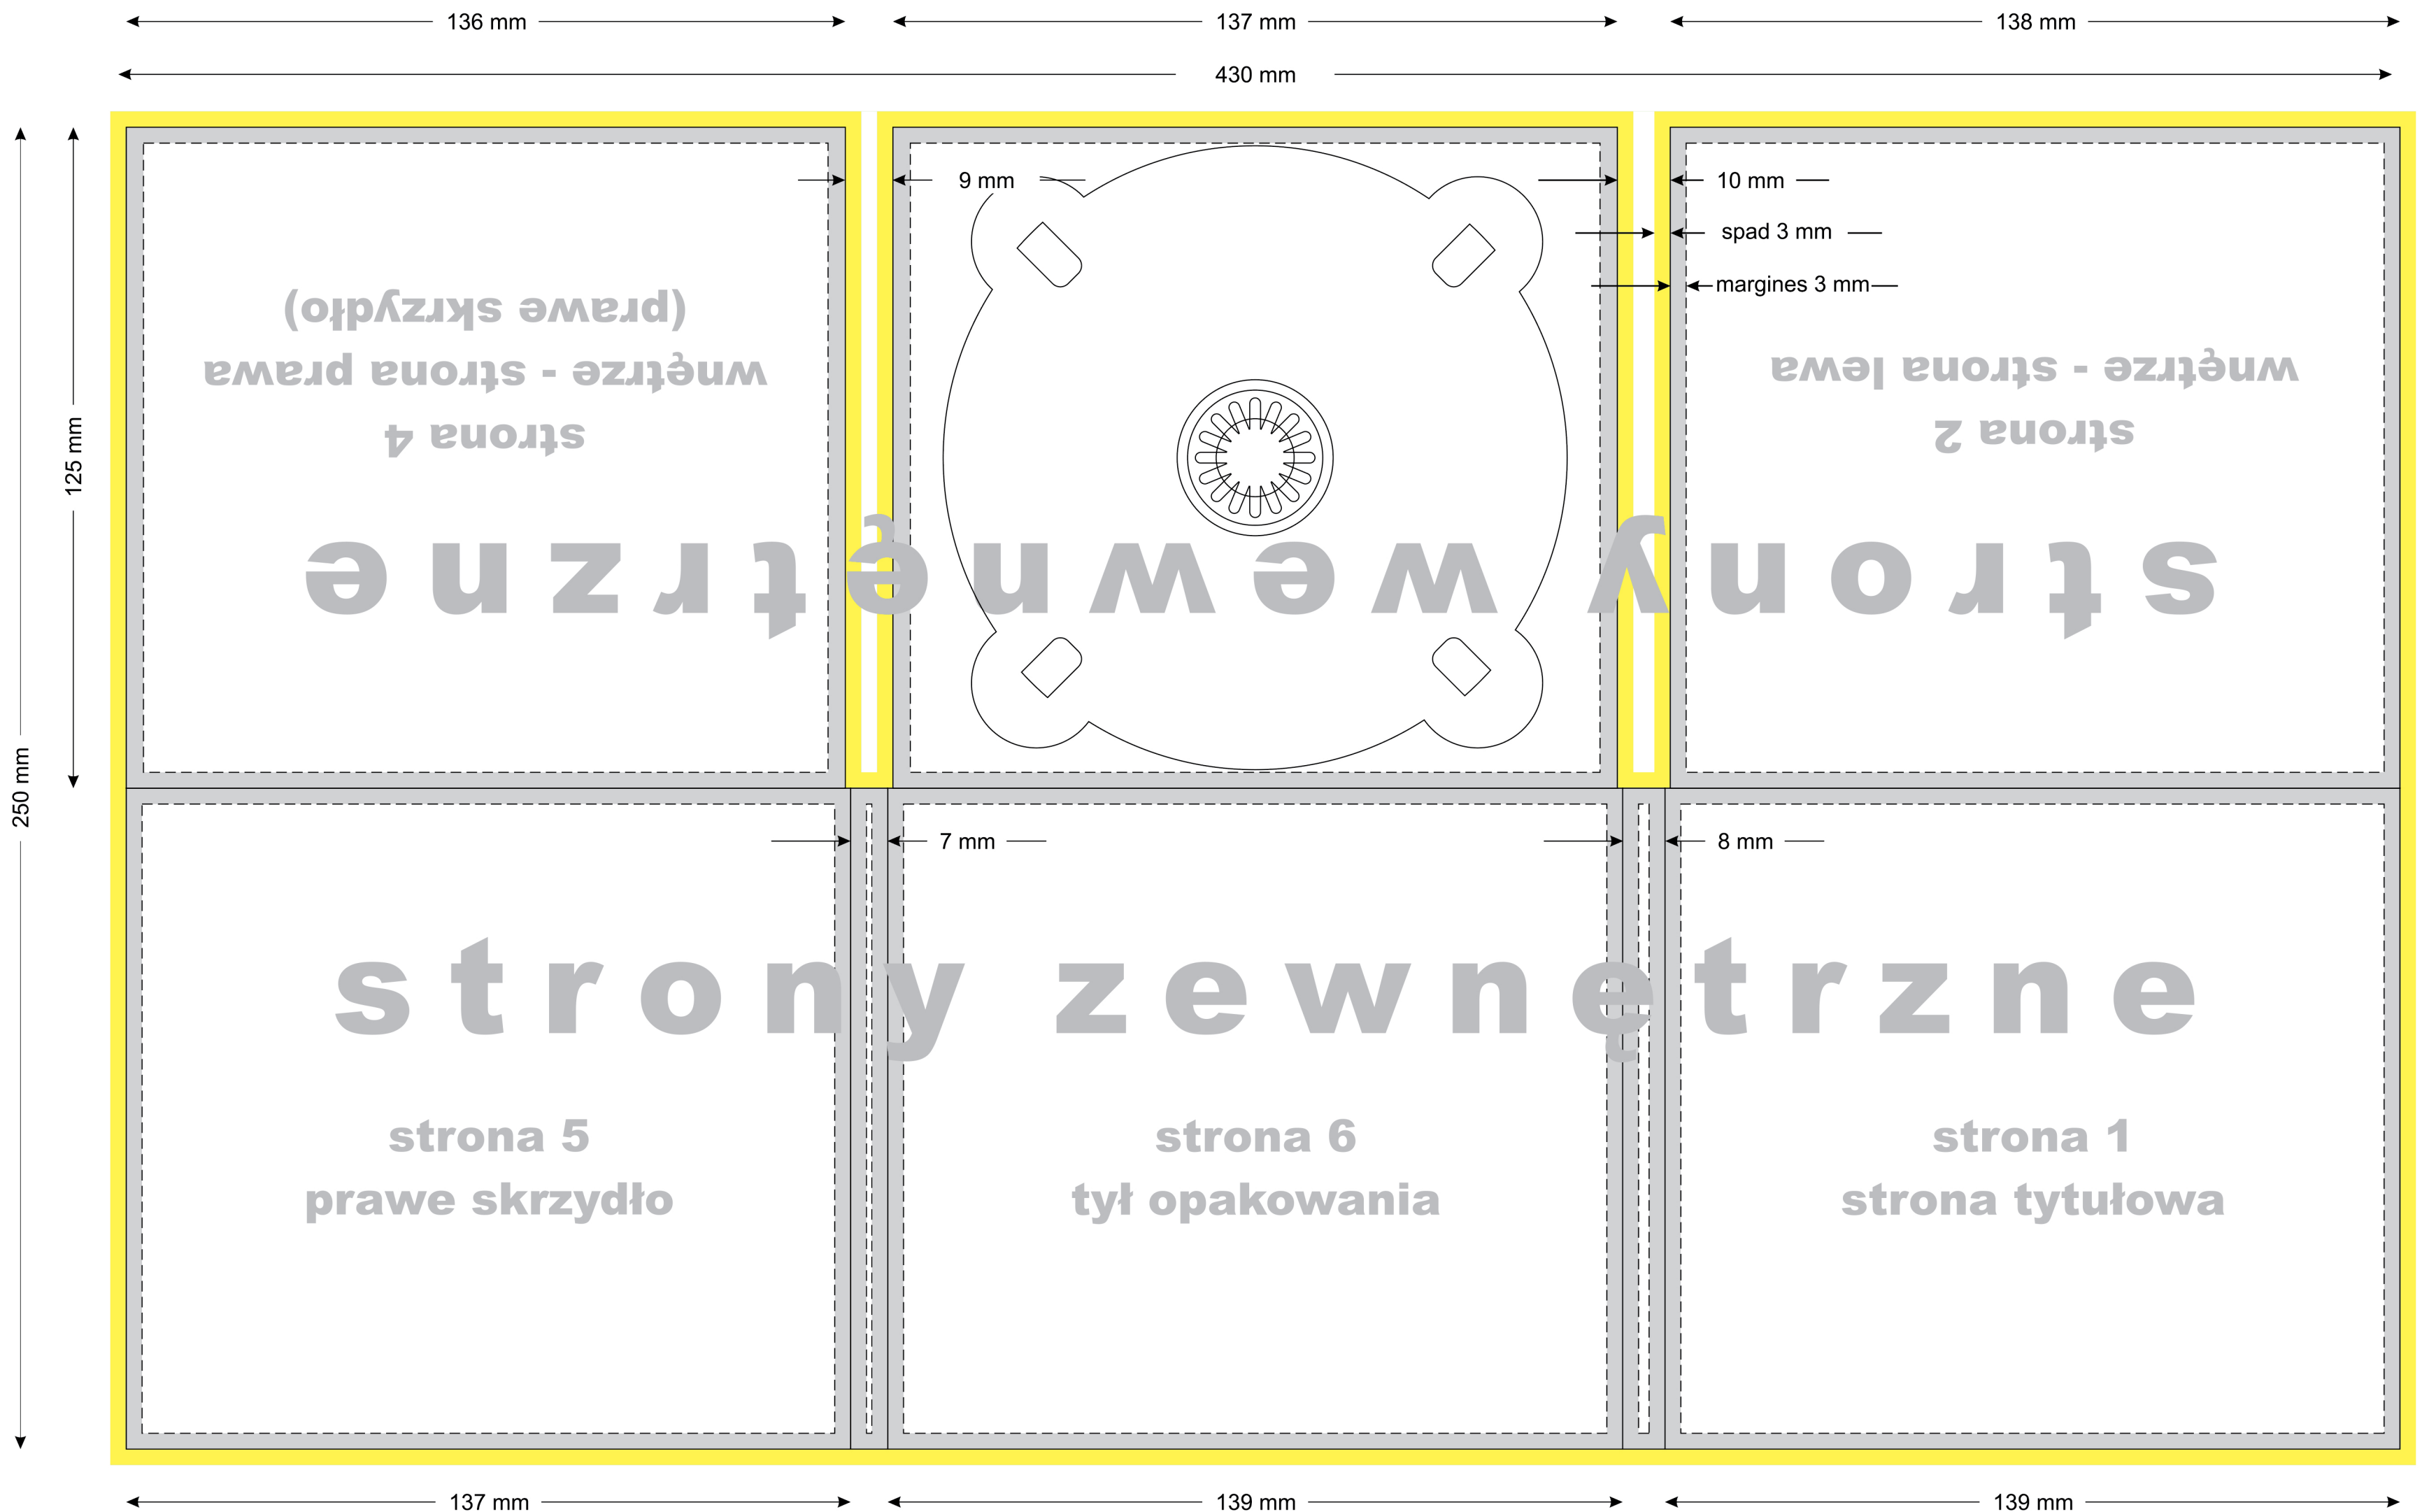 136 mm
137 mm
138 mm
430 mm
9 mm
10 mm
spad 3 mm
margines 3 mm
125 mm
250 mm
strony wewnętrzne
strona 4
wnętrze - strona prawa
(prawe skrzydło)
strona 2
wnętrze - strona lewa
7 mm
8 mm
strony zewnętrzne
strona 5
prawe skrzydło
strona 6
tył opakowania
strona 1
strona tytułowa
137 mm
139 mm
139 mm